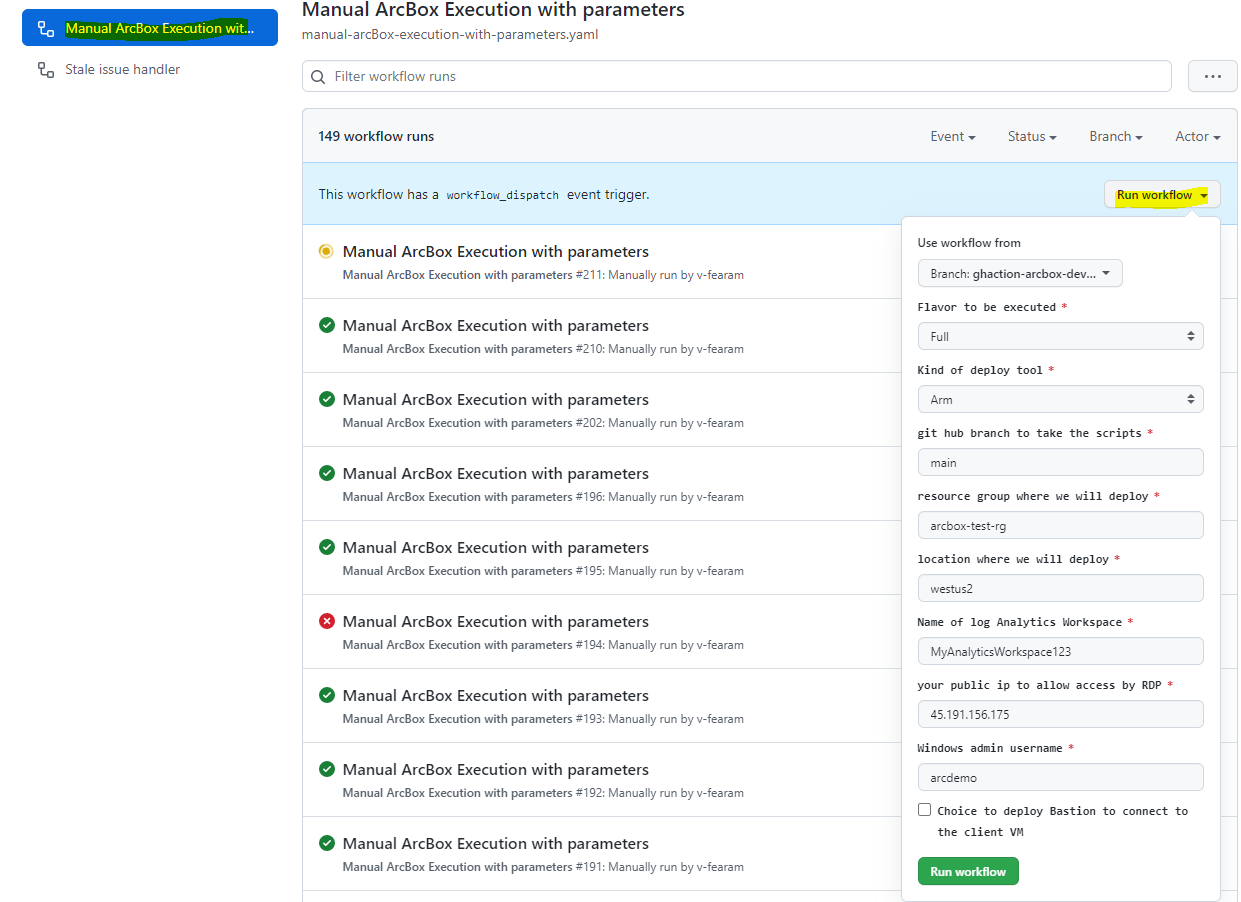 Manual ArcBox Execution wit...
Stale issue handler
Manual ArcBox Execution with parameters
manual-arcBox-execution-with-parameters.yaml
Filter workflow runs
149 workflow runs
Event
Status
Branch
Actor
This workflow has a workflow_dispatch event trigger.
Run workflow
Manual ArcBox Execution with parameters
Manual ArcBox Execution with parameters #211: Manually run by v-fearam
Manual ArcBox Execution with parameters
Manual ArcBox Execution with parameters #210: Manually run by v-fearam
Manual ArcBox Execution with parameters
Manual ArcBox Execution with parameters #202: Manually run by v-fearam
Manual ArcBox Execution with parameters
Manual ArcBox Execution with parameters #196: Manually run by v-fearam
Manual ArcBox Execution with parameters
Manual ArcBox Execution with parameters #195: Manually run by v-fearam
Manual ArcBox Execution with parameters
Manual ArcBox Execution with parameters #194: Manually run by v-fearam
Manual ArcBox Execution with parameters
Manual ArcBox Execution with parameters #193: Manually run by v-fearam
Manual ArcBox Execution with parameters
Manual ArcBox Execution with parameters #192: Manually run by v-fearam
Manual ArcBox Execution with parameters
Manual ArcBox Execution with parameters #191: Manually run by v-fearam
Use workflow from
Branch: ghaction-arcbox-dev...
Flavor to be executed *
Full
Kind of deploy tool *
Arm
git hub branch to take the scripts *
main
resource group where we will deploy *
arcbox-test-rg
location where we will deploy *
westus2
Name of log Analytics Workspace *
MyAnalyticsWorkspace123
your public ip to allow access by RDP *
45.191.156.175
Windows admin username *
arcdemo
Choice to deploy Bastion to connect to
the client VM
Run workflow